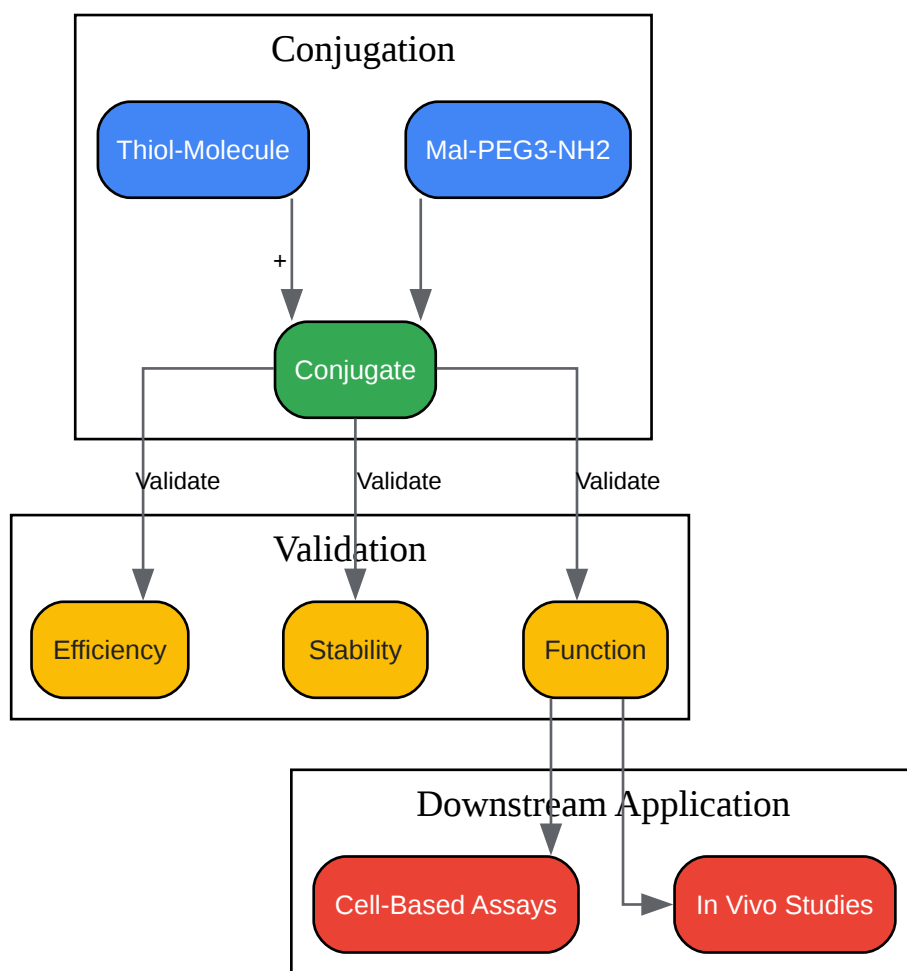 Conjugation
Thiol-Molecule
Mal-PEG3-NH2
+
Conjugate
Validate
Validate
Validate
Validation
Efficiency
Stability
Function
Downstream Application
Cell-Based Assays
In Vivo Studies